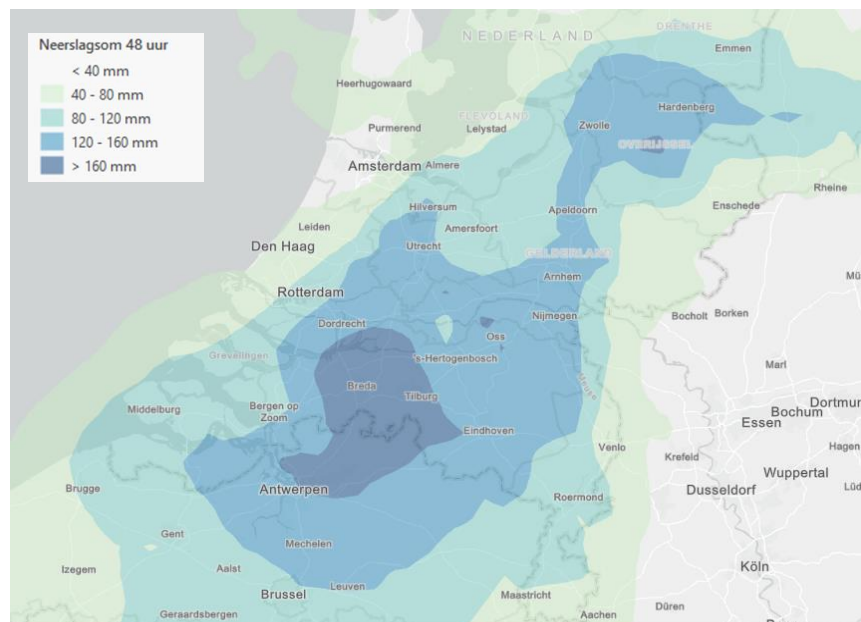 Neerslagsom 48 uur
< 40 mm
40 - 80 mm
80 - 120 mm
120 - 160 mm
> 160 mm
NEDERLAND
DRENTHE
Emmen
Heerhugowaard
Hardenberg
FLEVOLAND
Zwolle
Purmerend
Lelystad
OVERIJSSEL
Amsterdam
Almere
Rheine
Hilversum
Apeldoorn
Enschede
Leiden
Amersfoort
Den Haag
Utrecht
GELDERLAND
Arnhem
Rotterdam
Dordrecht
Nijmegen
Bocholt
Borken
Oss
Grevelingen
's-Hertogenbosch
Marl
Breda
Meuse
Tilburg
Dortmun
Middelburg
Bergen op
Zoom
Bochum
Essen
Eindhoven
Venlo
Hagen
Krefeld
Wuppertal
Brugge
Antwerpen
Roermond
Dusseldorf
Lüd
Gent
Mechelen
Izegem
Aalst
Köln
Leuven
Brussel
Maastricht
Düren
Geraardsbergen
Aachen